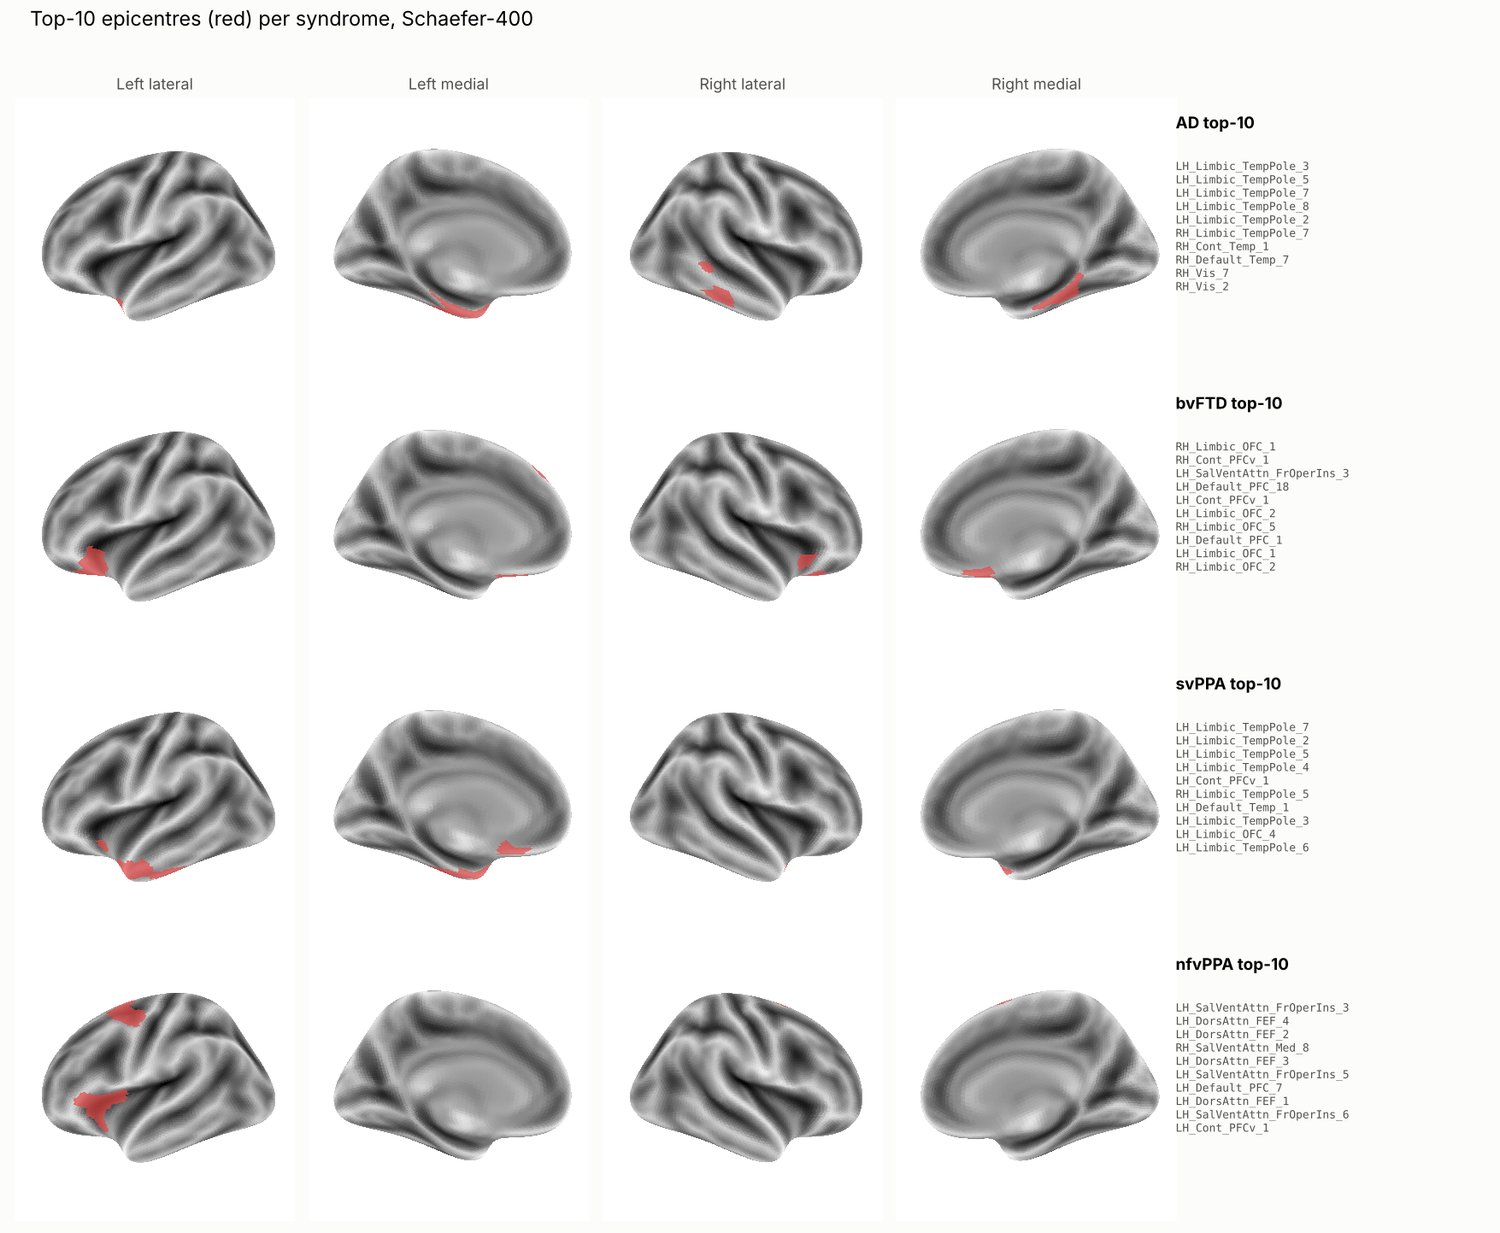 Top-10 epicentres (red) per syndrome, Schaefer-400
Left lateral
Left medial
Right lateral
Right medial
AD top-10
LH_Limbic_TempPole_3
LH_Limbic_TempPole_5
LH_Limbic_TempPole_7
LH_Limbic_TempPole_8
LH_Limbic_TempPole_2
RH_Limbic_TempPole_7
RH_Cont_Temp_1
RH_Default_Temp_7
RH_Vis_7
RH_Vis_2
bvFTD top-10
RH_Limbic_OFC_1
RH_Cont_PFCv_1
LH_SalVentAttn_FrOperIns_3
LH_Default_PFC_18
LH_Cont_PFCv_1
LH_Limbic_OFC_2
RH_Limbic_OFC_5
LH_Default_PFC_1
LH_Limbic_OFC_1
RH_Limbic_OFC_2
svPPA top-10
LH_Limbic_TempPole_7
LH_Limbic_TempPole_2
LH_Limbic_TempPole_5
LH_Limbic_TempPole_4
LH_Cont_PFCv_1
RH_Limbic_TempPole_5
LH_Default_Temp_1
LH_Limbic_TempPole_3
LH_Limbic_OFC_4
LH_Limbic_TempPole_6
nfvPPA top-10
LH_SalVentAttn_FrOperIns_3
LH_DorsAttn_FEF_4
LH_DorsAttn_FEF_2
RH_SalVentAttn_Med_8
LH_DorsAttn_FEF_3
LH_SalVentAttn_FrOperIns_5
LH_Default_PFC_7
LH_DorsAttn_FEF_1
LH_SalVentAttn_FrOperIns_6
LH_Cont_PFCv_1